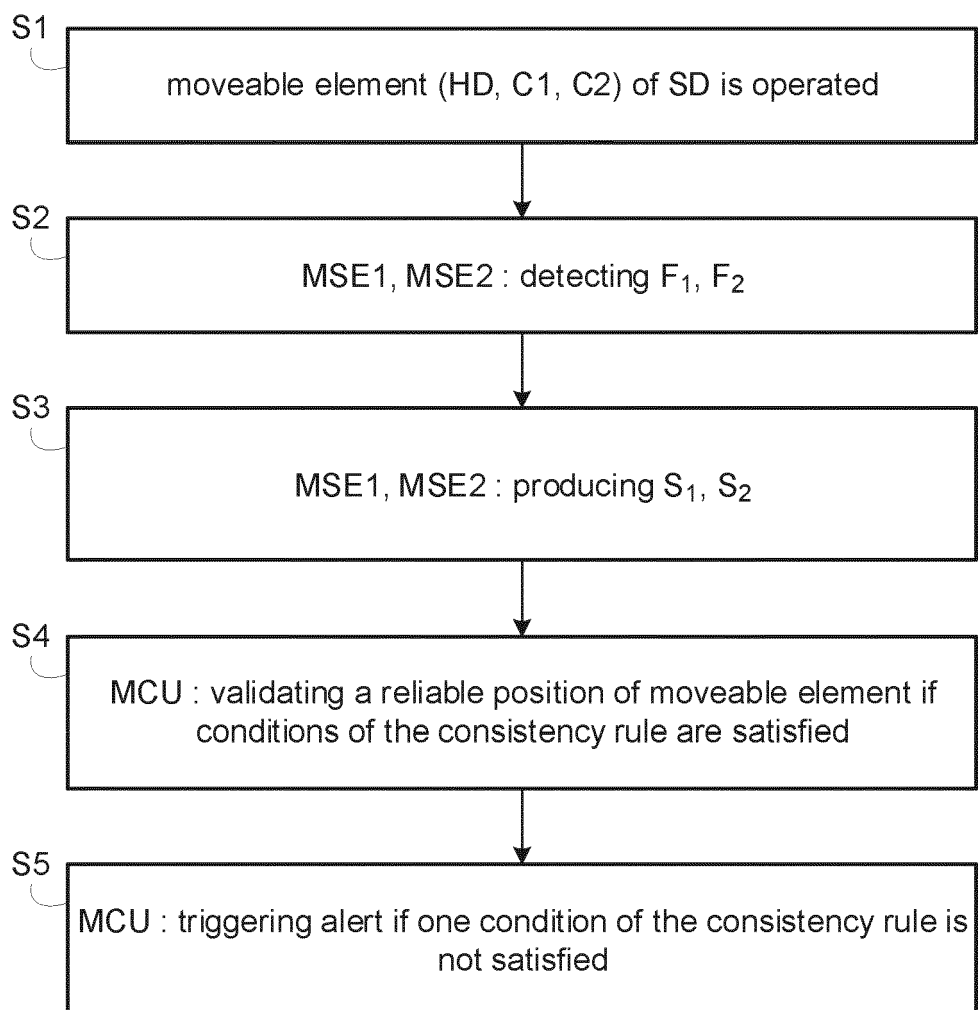 S1
moveable element (HD, C1, C2) of SD is operated
S2
MSE1, MSE2 : detecting F₁, F₂
S3
MSE1, MSE2 : producing S₁, S₂
S4
MCU : validating a reliable position of moveable element if
conditions of the consistency rule are satisfied
S5
MCU : triggering alert if one condition of the consistency rule is
not satisfied